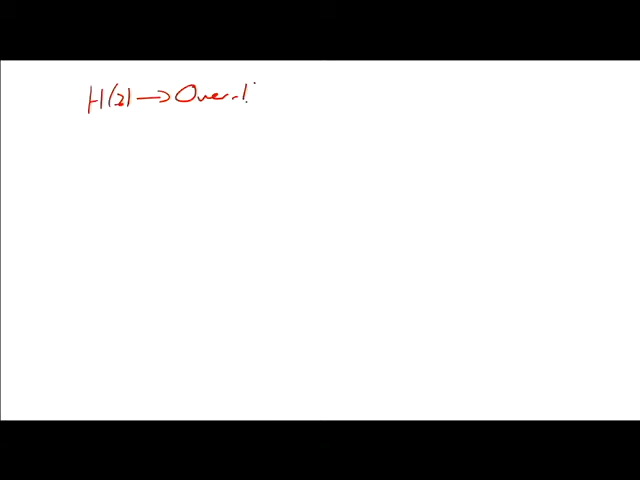 H(z) → Over-l